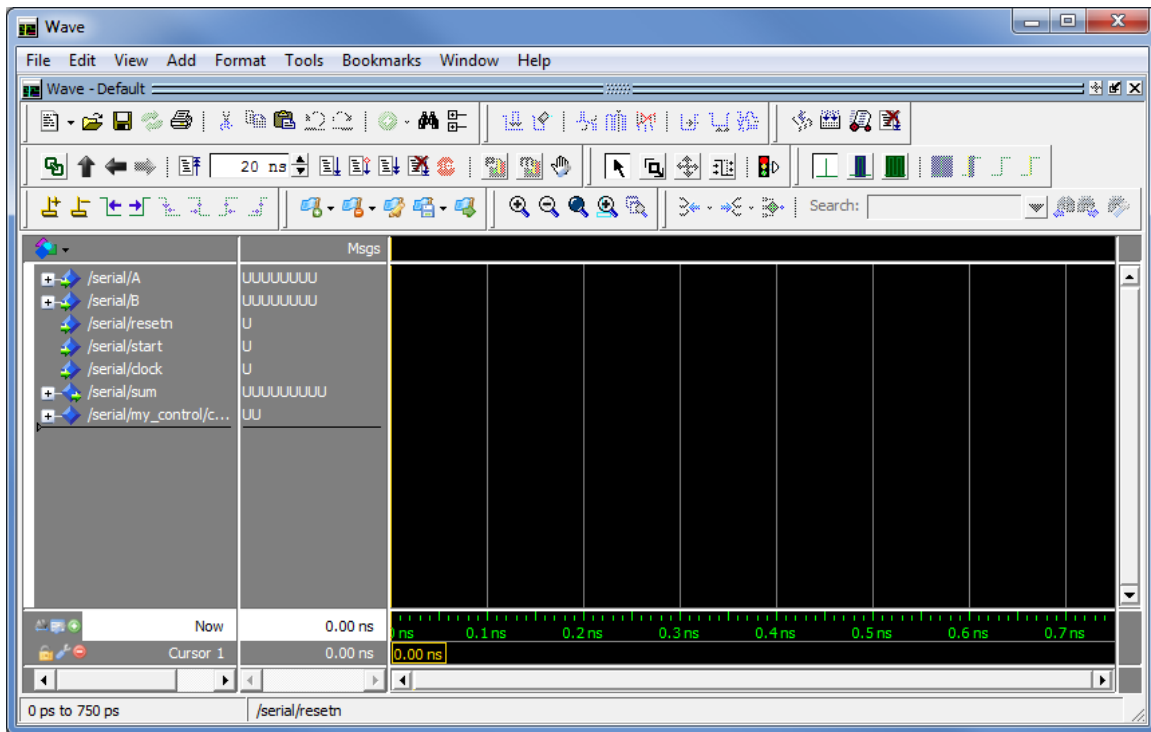 Wave
File Edit View Add Format Tools Bookmarks Window Help
Wave - Default
20 ns
Search:
Msgs
/serial/A UUUUUUUU
/serial/B UUUUUUUU
/serial/resetn U
/serial/start U
/serial/clock U
/serial/sum UUUUUUUUU
/serial/my_control/c... UU
Now 0.00 ns
ns 0.1 ns 0.2 ns 0.3 ns 0.4 ns 0.5 ns 0.6 ns 0.7 ns
Cursor 1 0.00 ns 0.00 ns
0 ps to 750 ps /serial/resetn